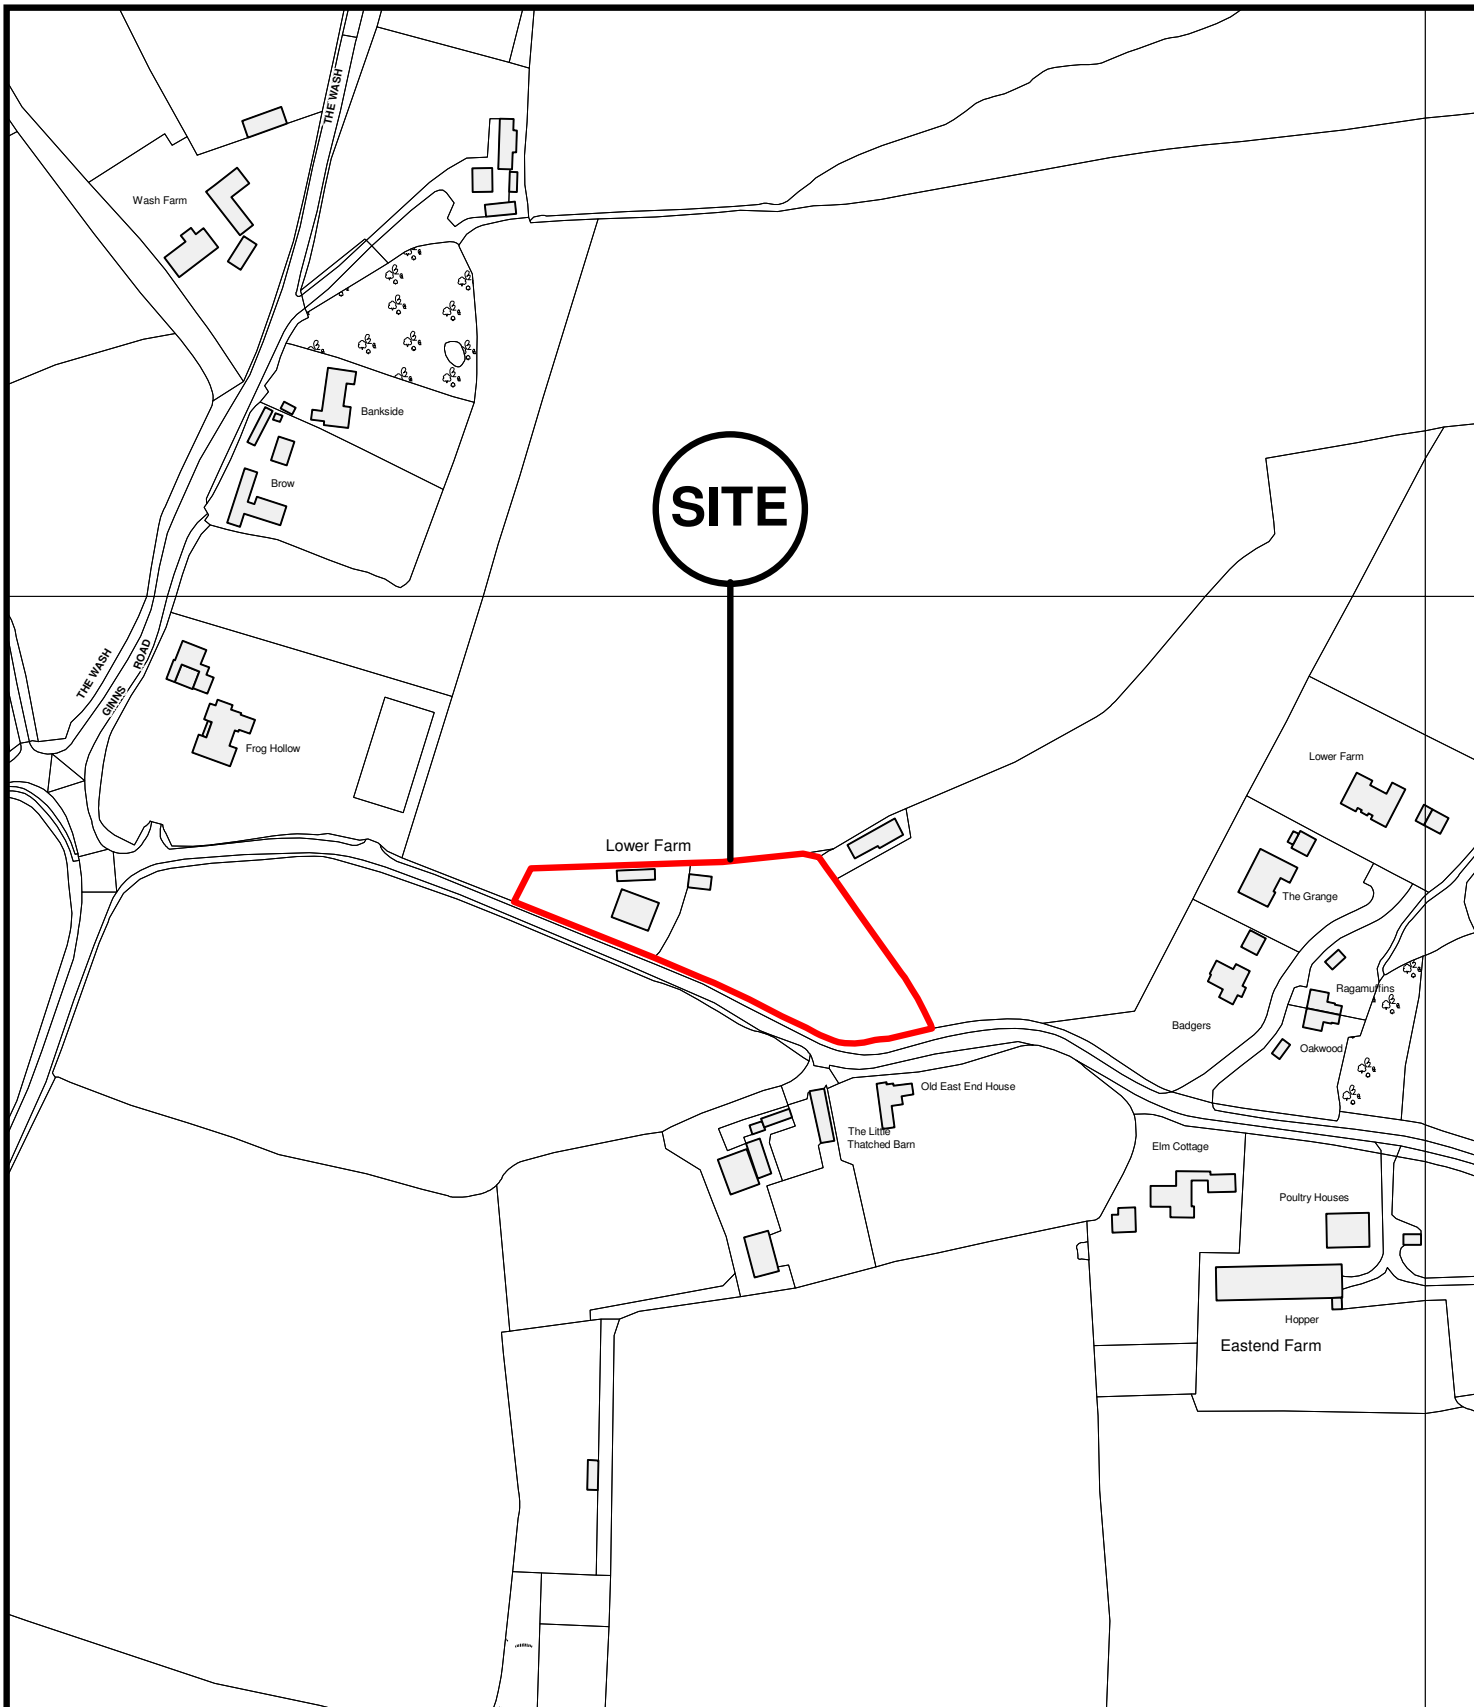 THE WASH
Wash Farm
Bankside
Brow
SITE
THE WASH
GINNS ROAD
Frog Hollow
Lower Farm
Lower Farm
The Grange
Ragamuffins
Badgers
Oakwood
Old East End House
The Little
Thatched Barn
Elm Cottage
Poultry Houses
Hopper
Eastend Farm